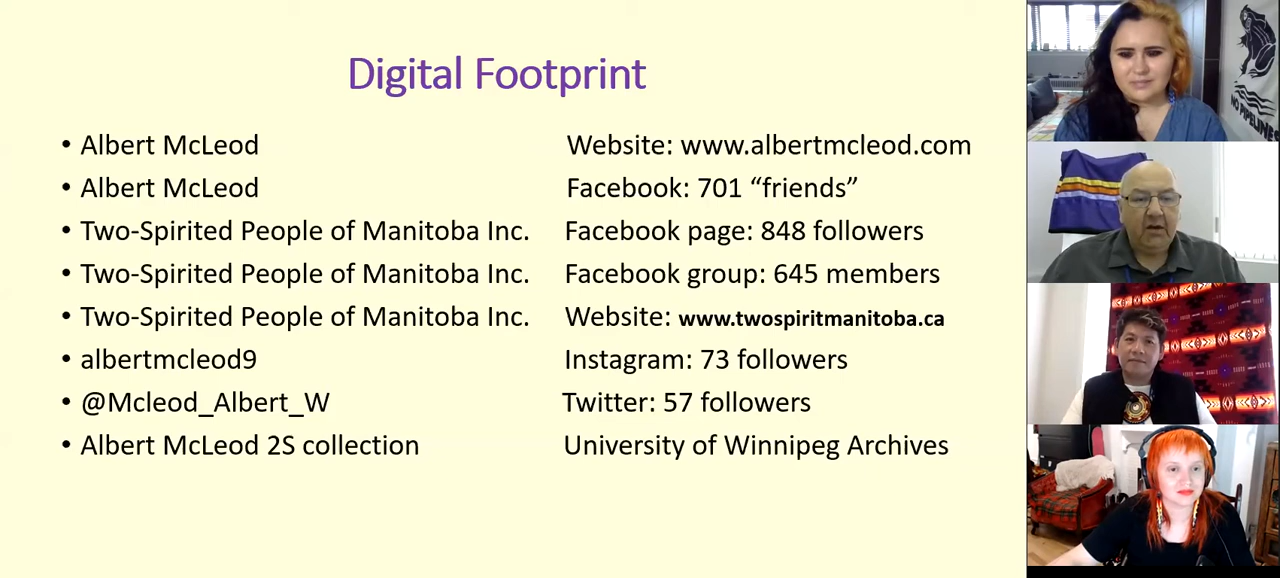 Digital Footprint
• Albert McLeod Website: www.albertmcleod.com
• Albert McLeod Facebook: 701 “friends”
• Two-Spirited People of Manitoba Inc. Facebook page: 848 followers
• Two-Spirited People of Manitoba Inc. Facebook group: 645 members
• Two-Spirited People of Manitoba Inc. Website: www.twospiritmanitoba.ca
• albertmcleod9 Instagram: 73 followers
• @Mcleod_Albert_W Twitter: 57 followers
• Albert McLeod 2S collection University of Winnipeg Archives
NO PIPELINES